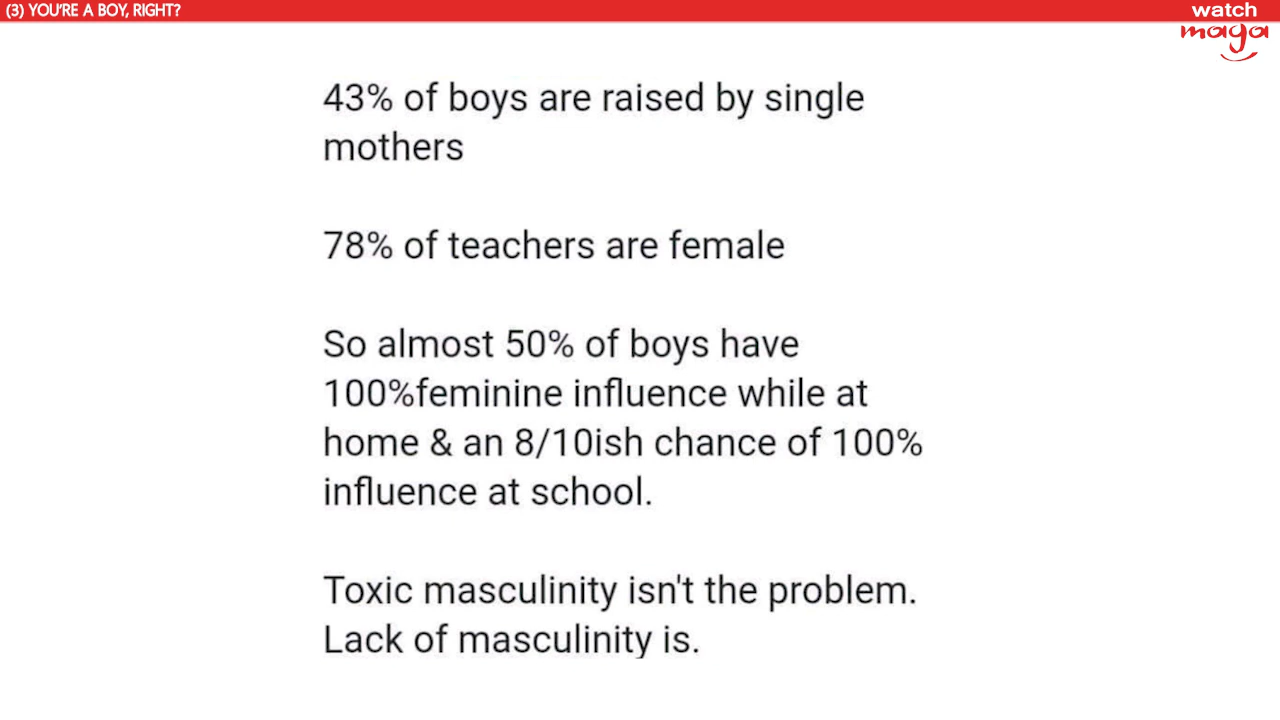 (3) YOU'RE A BOY, RIGHT?
watch
maga
43% of boys are raised by single
mothers
78% of teachers are female
So almost 50% of boys have
100%feminine influence while at
home & an 8/10ish chance of 100%
influence at school.
Toxic masculinity isn't the problem.
Lack of masculinity is.